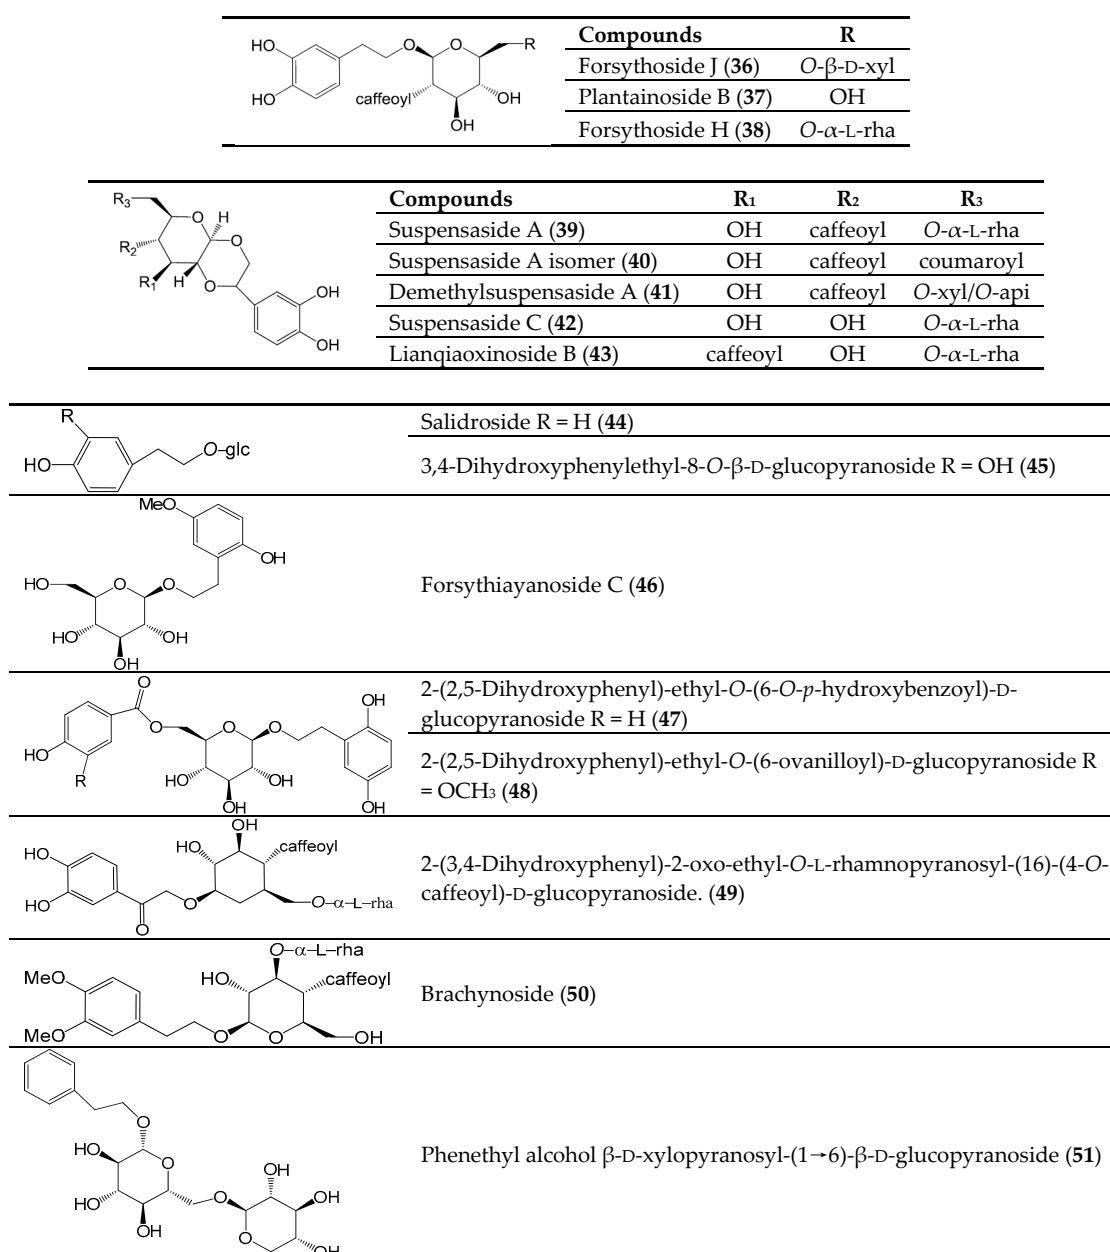 HO
HO
O
O
R
caffeoyl
OH
OH
Compounds R
Forsythoside J (36) O-β-D-xyl
Plantainoside B (37) OH
Forsythoside H (38) O-α-L-rha
R3
O
H
R2
O
R1
H
O
OH
OH
Compounds R1 R2 R3
Suspensaside A (39) OH caffeoyl O-α-L-rha
Suspensaside A isomer (40) OH caffeoyl coumaroyl
Demethylsuspensaside A (41) OH caffeoyl O-xyl/O-api
Suspensaside C (42) OH OH O-α-L-rha
Lianqiaoxinoside B (43) caffeoyl OH O-α-L-rha
R
O-glc
HO
Salidroside R = H (44)
3,4-Dihydroxyphenylethyl-8-O-β-D-glucopyranoside R = OH (45)
MeO
OH
HO
O
O
HO
OH
OH
Forsythiayanoside C (46)
O
O
HO
R
O
O
HO
OH
OH
OH
OH
2-(2,5-Dihydroxyphenyl)-ethyl-O-(6-O-p-hydroxybenzoyl)-D-
glucopyranoside R = H (47)
2-(2,5-Dihydroxyphenyl)-ethyl-O-(6-ovanilloyl)-D-glucopyranoside R
= OCH3 (48)
OH
HO
caffeoyl
HO
HO
O
O
O-α-L-rha
2-(3,4-Dihydroxyphenyl)-2-oxo-ethyl-O-L-rhamnopyranosyl-(16)-(4-O-
caffeoyl)-D-glucopyranoside. (49)
O-α-L-rha
HO
caffeoyl
MeO
MeO
O
O
OH
Brachynoside (50)
O
HO
O
HO
HO
OH
O
OH
OH
O
OH
Phenethyl alcohol β-D-xylopyranosyl-(1→6)-β-D-glucopyranoside (51)